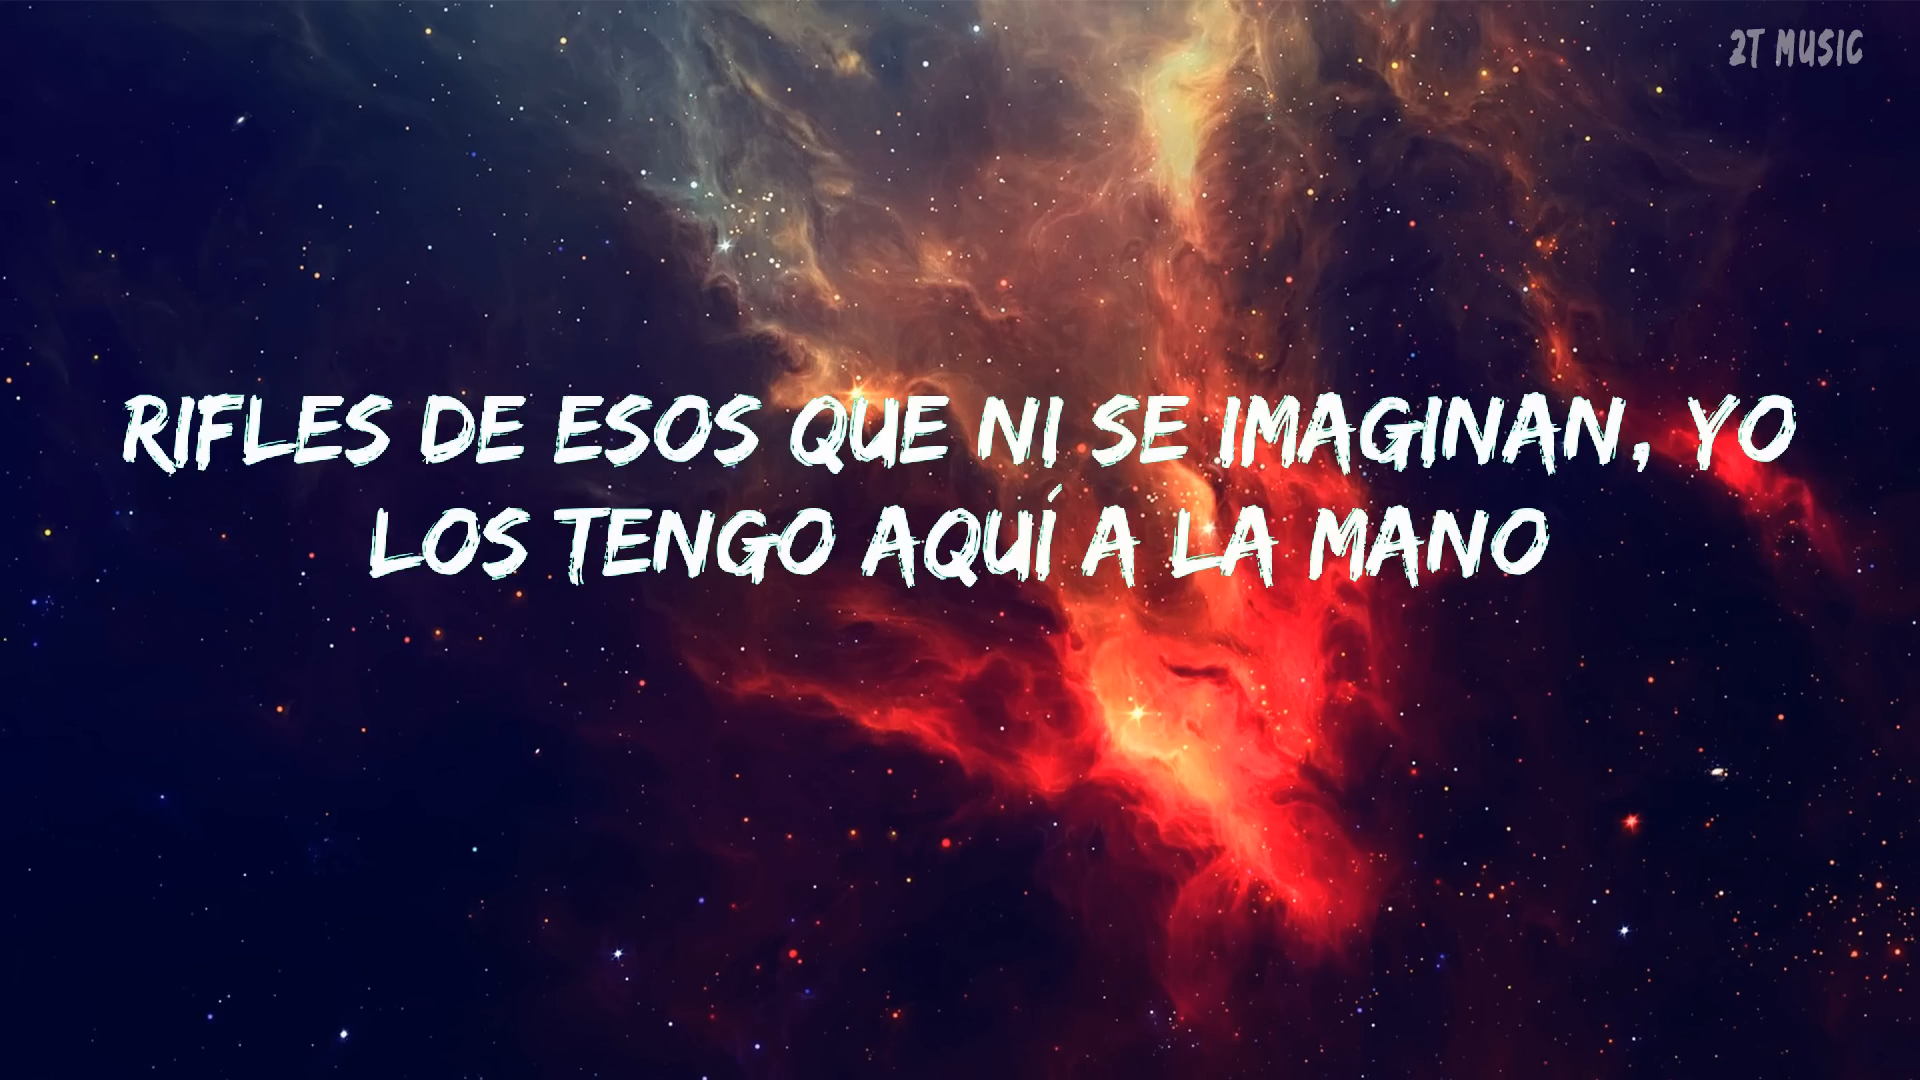 2T MUSIC
RIFLES DE ESOS QUE NI SE IMAGINAN, YO
LOS TENGO AQUÍ A LA MANO